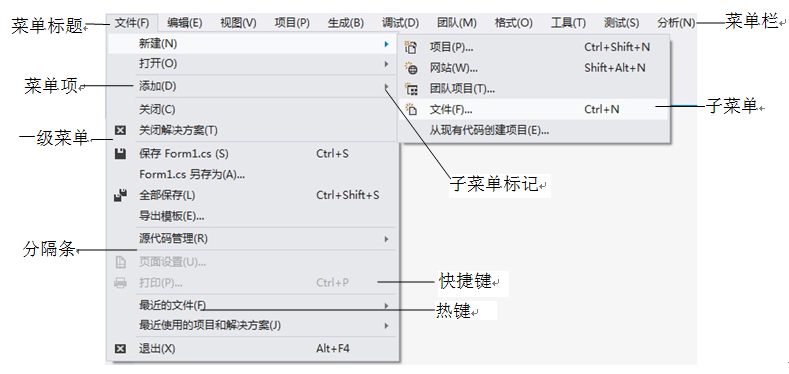 菜单标题 文件(F) 编辑(E) 视图(V) 项目(P) 生成(B) 调试(D) 团队(M) 格式(O) 工具(T) 测试(S) 分析(N) 菜单栏
新建(N)
项目(P)... Ctrl+Shift+N
打开(O)
网站(W)... Shift+Alt+N
菜单项 添加(D)
团队项目(T)...
关闭(C)
文件(F)... Ctrl+N 子菜单
一级菜单 关闭解决方案(T)
从现有代码创建项目(E)...
保存 Form1.cs (S) Ctrl+S
Form1.cs 另存为(A)...
子菜单标记
全部保存(L) Ctrl+Shift+S
导出模板(E)...
源代码管理(R)
分隔条
页面设置(U)...
打印(P)... Ctrl+P 快捷键
最近的文件(F) 热键
最近使用的项目和解决方案(J)
退出(X) Alt+F4